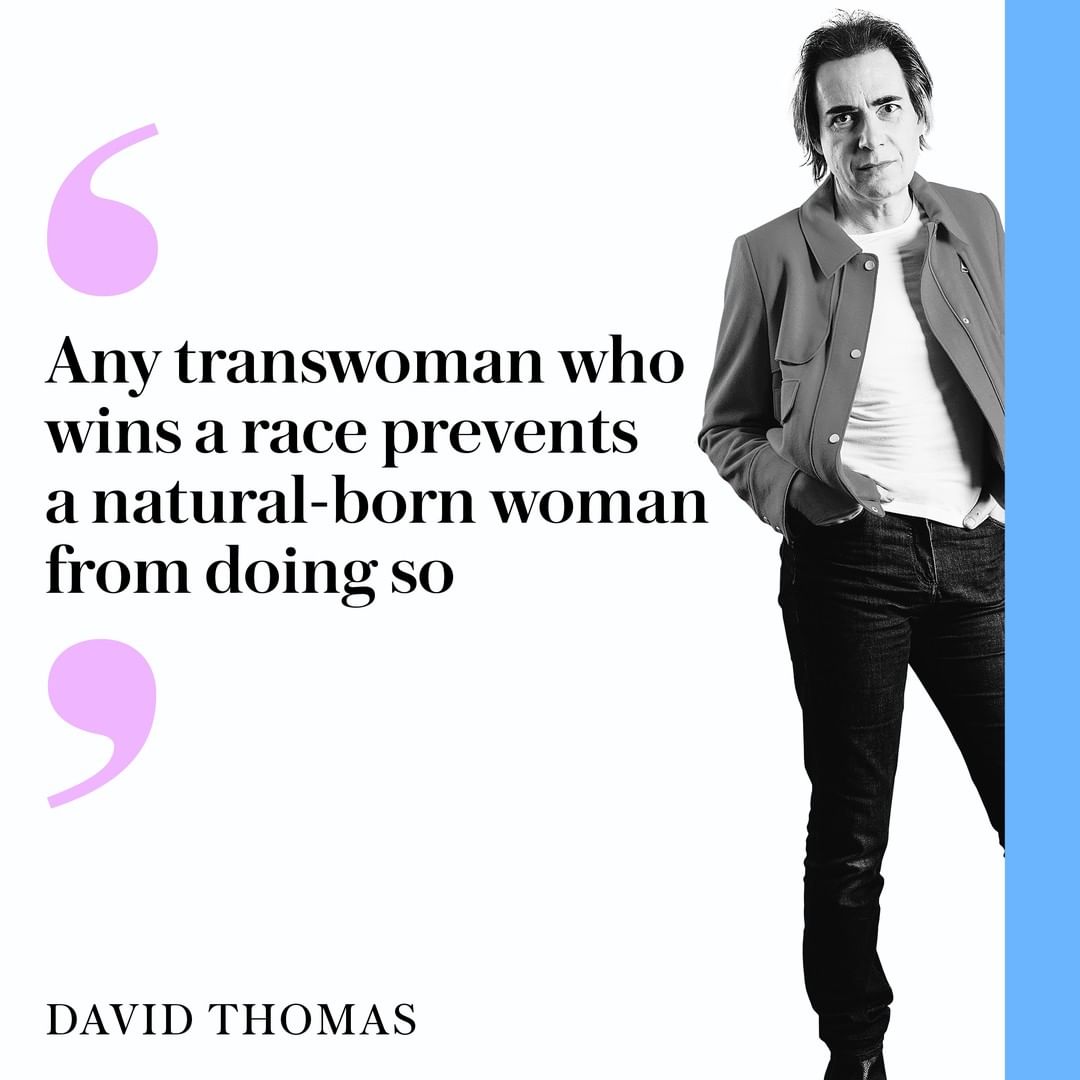 ‘
Any transwoman who
wins a race prevents
a natural-born woman
from doing so
’
DAVID THOMAS